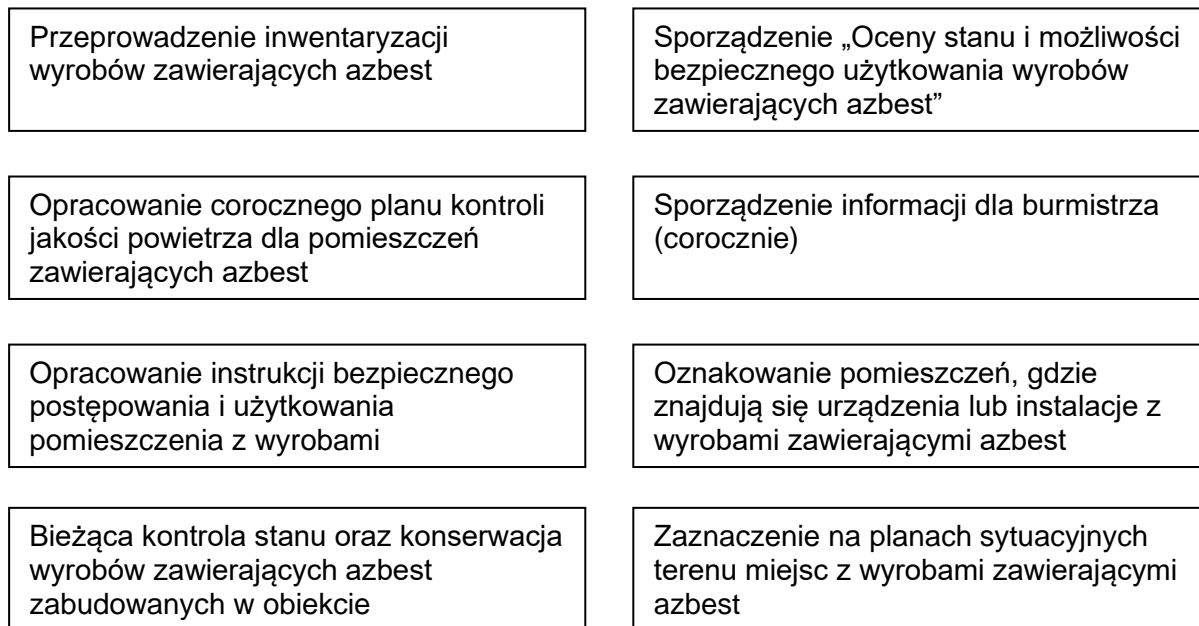 Przeprowadzenie inwentaryzacji
wyrobów zawierających azbest
Sporządzenie „Oceny stanu i możliwości
bezpiecznego użytkowania wyrobów
zawierających azbest”
Opracowanie corocznego planu kontroli
jakości powietrza dla pomieszczeń
zawierających azbest
Sporządzenie informacji dla burmistrza
(corocznie)
Opracowanie instrukcji bezpiecznego
postępowania i użytkowania
pomieszczenia z wyrobami
Oznakowanie pomieszczeń, gdzie
znajdują się urządzenia lub instalacje z
wyrobami zawierającymi azbest
Bieżąca kontrola stanu oraz konserwacja
wyrobów zawierających azbest
zabudowanych w obiekcie
Zaznaczenie na planach sytuacyjnych
terenu miejsc z wyrobami zawierającymi
azbest